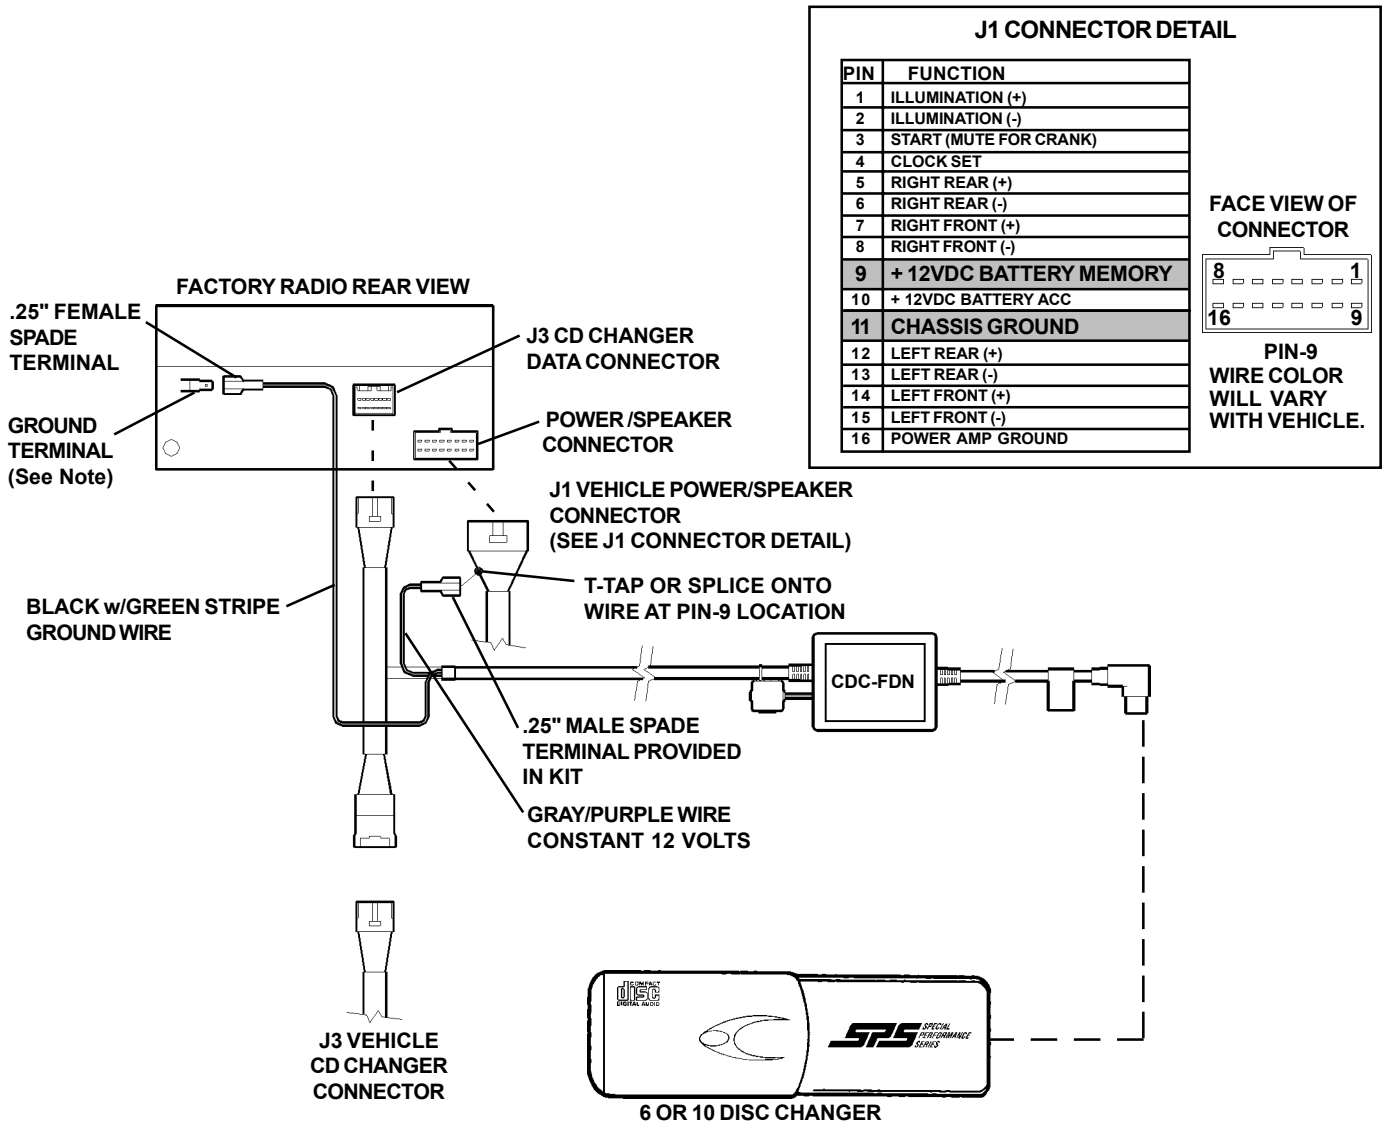 J1 CONNECTOR DETAIL
PIN FUNCTION
1 ILLUMINATION (+)
2 ILLUMINATION (-)
3 START (MUTE FOR CRANK)
4 CLOCK SET
5 RIGHT REAR (+)
6 RIGHT REAR (-)
7 RIGHT FRONT (+)
8 RIGHT FRONT (-)
9 + 12VDC BATTERY MEMORY
10 + 12VDC BATTERY ACC
11 CHASSIS GROUND
12 LEFT REAR (+)
13 LEFT REAR (-)
14 LEFT FRONT (+)
15 LEFT FRONT (-)
16 POWER AMP GROUND
FACE VIEW OF
CONNECTOR
8 1
16 9
PIN-9
WIRE COLOR
WILL VARY
WITH VEHICLE.
FACTORY RADIO REAR VIEW
.25" FEMALE
SPADE
TERMINAL
GROUND
TERMINAL
(See Note)
J3 CD CHANGER
DATA CONNECTOR
POWER /SPEAKER
CONNECTOR
J1 VEHICLE POWER/SPEAKER
CONNECTOR
(SEE J1 CONNECTOR DETAIL)
T-TAP OR SPLICE ONTO
WIRE AT PIN-9 LOCATION
BLACK w/GREEN STRIPE
GROUND WIRE
CDC-FDN
.25" MALE SPADE
TERMINAL PROVIDED
IN KIT
GRAY/PURPLE WIRE
CONSTANT 12 VOLTS
J3 VEHICLE
CD CHANGER
CONNECTOR
COMPACT
disc
DIGITAL AUDIO
SPS
SPECIAL
PERFORMANCE
SERIES
6 OR 10 DISC CHANGER